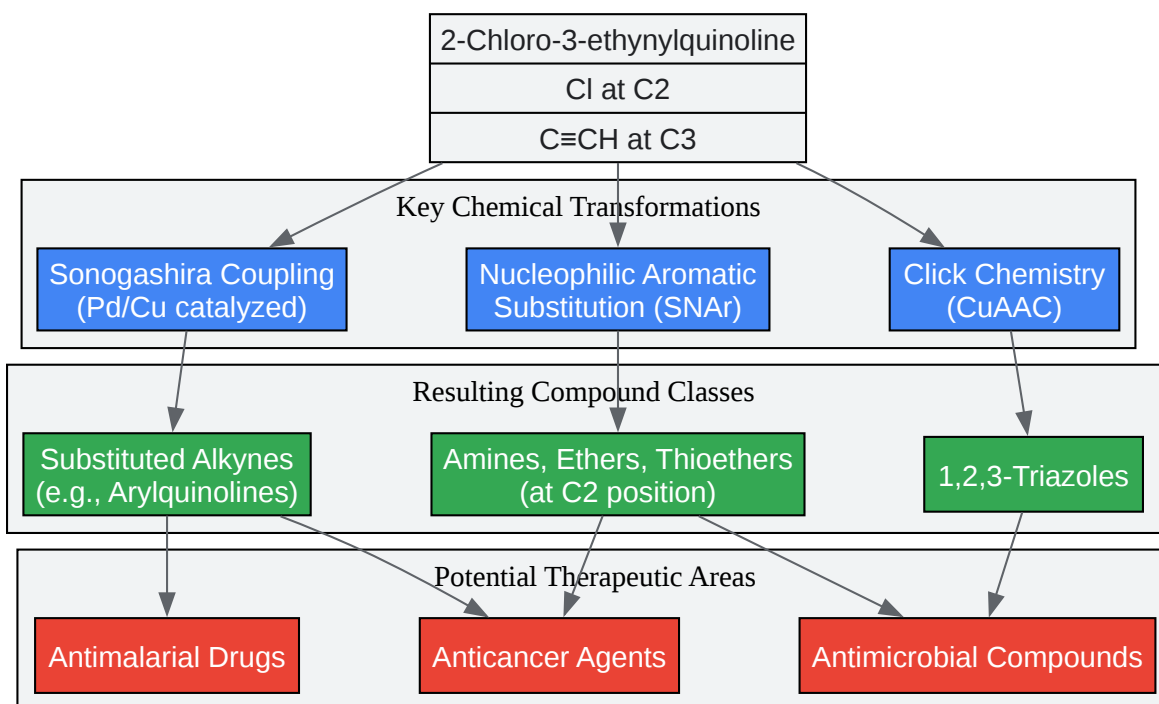 2-Chloro-3-ethynylquinoline
Cl at C2
C≡CH at C3
Key Chemical Transformations
Sonogashira Coupling
(Pd/Cu catalyzed)
Nucleophilic Aromatic
Substitution (SNAr)
Click Chemistry
(CuAAC)
Resulting Compound Classes
Substituted Alkynes
(e.g., Arylquinolines)
Amines, Ethers, Thioethers
(at C2 position)
1,2,3-Triazoles
Potential Therapeutic Areas
Antimalarial Drugs
Anticancer Agents
Antimicrobial Compounds